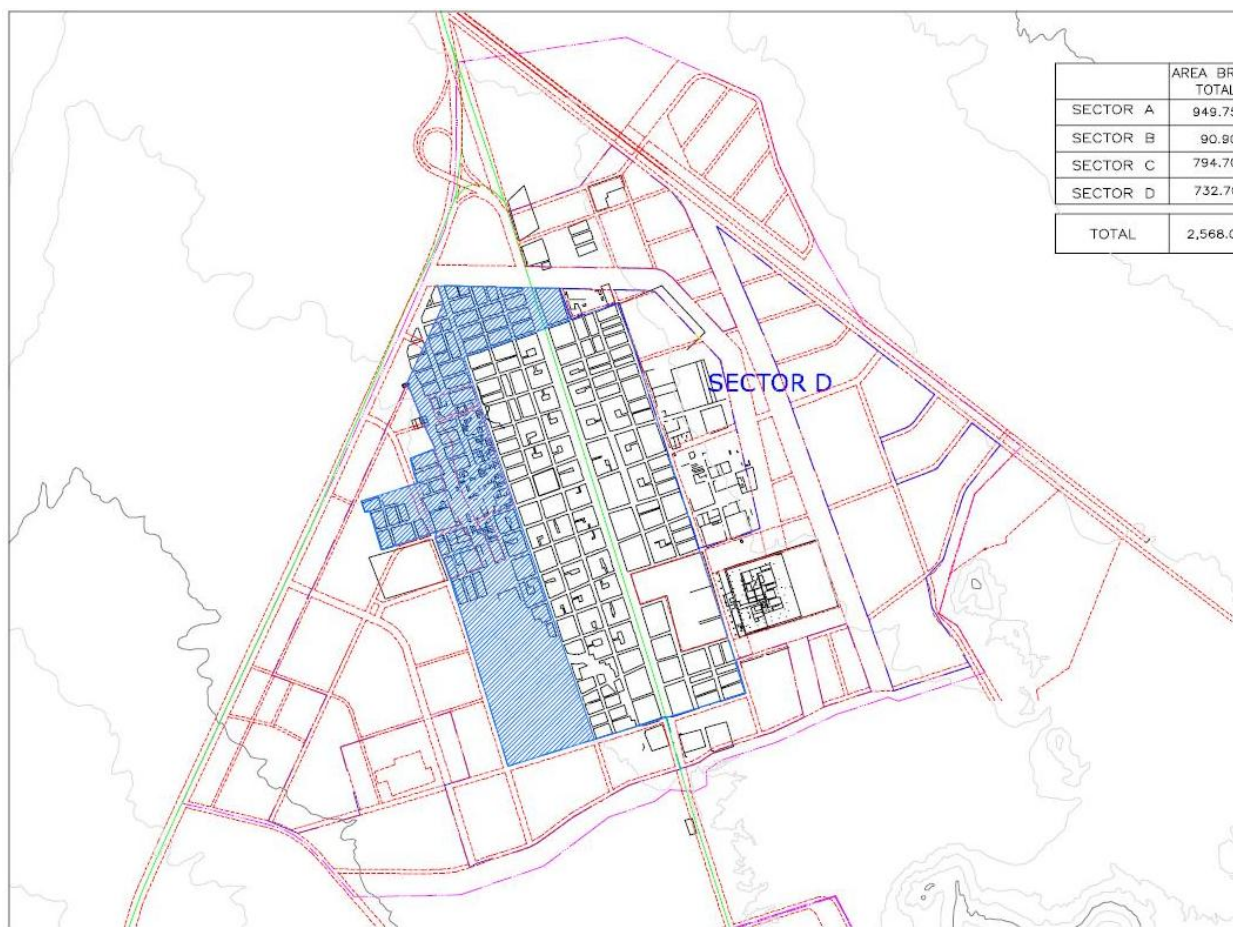 AREA BR
TOTAL
SECTOR A 949.75
SECTOR B 90.90
SECTOR C 794.70
SECTOR D 732.70
TOTAL 2,568.0
SECTOR D